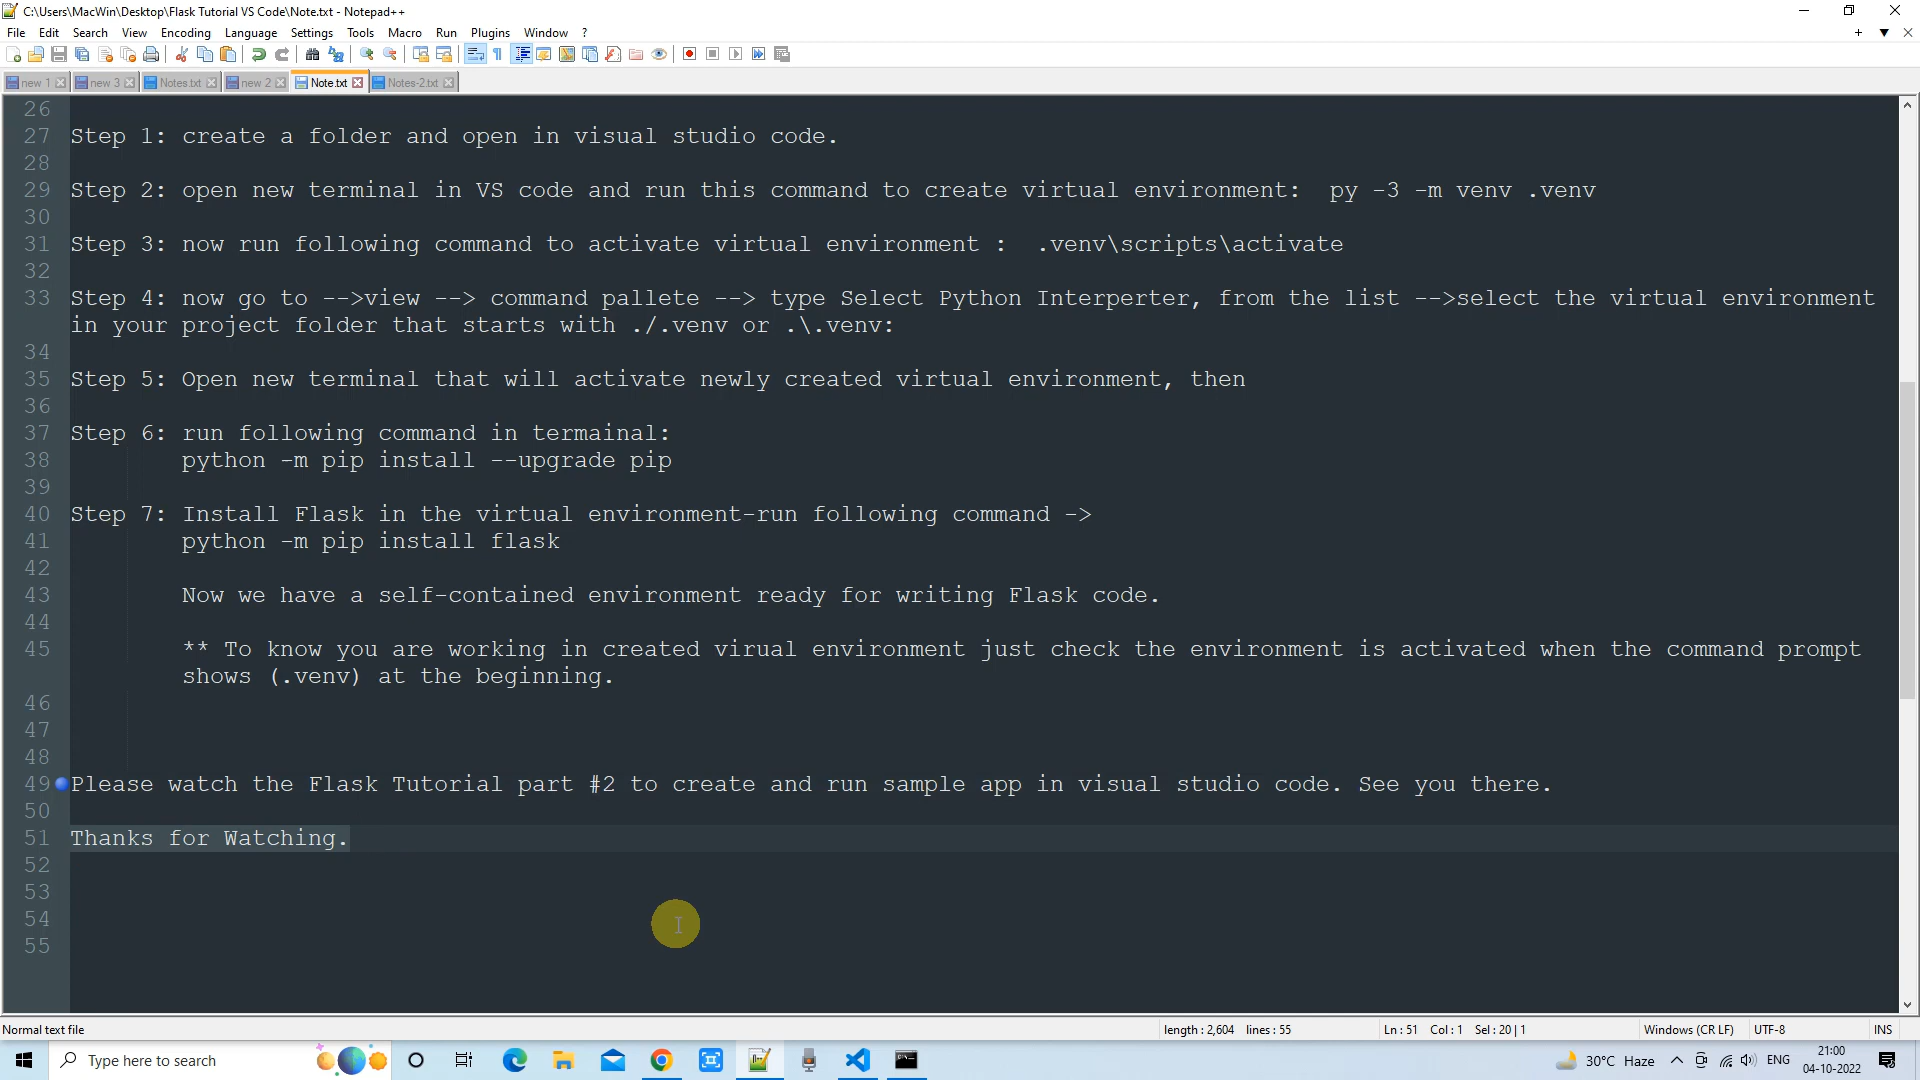 C:\Users\MacWin\Desktop\Flask Tutorial VS Code\Note.txt - Notepad++
File Edit Search View Encoding Language Settings Tools Macro Run Plugins Window ?
new 1 new 3 Notes.txt new 2 Note.txt Notes-2.txt
26
27 Step 1: create a folder and open in visual studio code.
28
29 Step 2: open new terminal in VS code and run this command to create virtual environment:  py -3 -m venv .venv
30
31 Step 3: now run following command to activate virtual environment :  .venv\scripts\activate
32
33 Step 4: now go to -->view --> command pallete --> type Select Python Interperter, from the list -->select the virtual environment
in your project folder that starts with ./.venv or .\.venv:
34
35 Step 5: Open new terminal that will activate newly created virtual environment, then
36
37 Step 6: run following command in termainal:
38 python -m pip install --upgrade pip
39
40 Step 7: Install Flask in the virtual environment-run following command ->
41 python -m pip install flask
42
43 Now we have a self-contained environment ready for writing Flask code.
44
45 ** To know you are working in created virual environment just check the environment is activated when the command prompt
shows (.venv) at the beginning.
46
47
48
49 Please watch the Flask Tutorial part #2 to create and run sample app in visual studio code. See you there.
50
51 Thanks for Watching.
52
53
54
55
Normal text file length : 2,604 lines : 55 Ln : 51 Col : 1 Sel : 20 | 1 Windows (CR LF) UTF-8 INS
Type here to search 30°C Haze ENG 21:00
04-10-2022